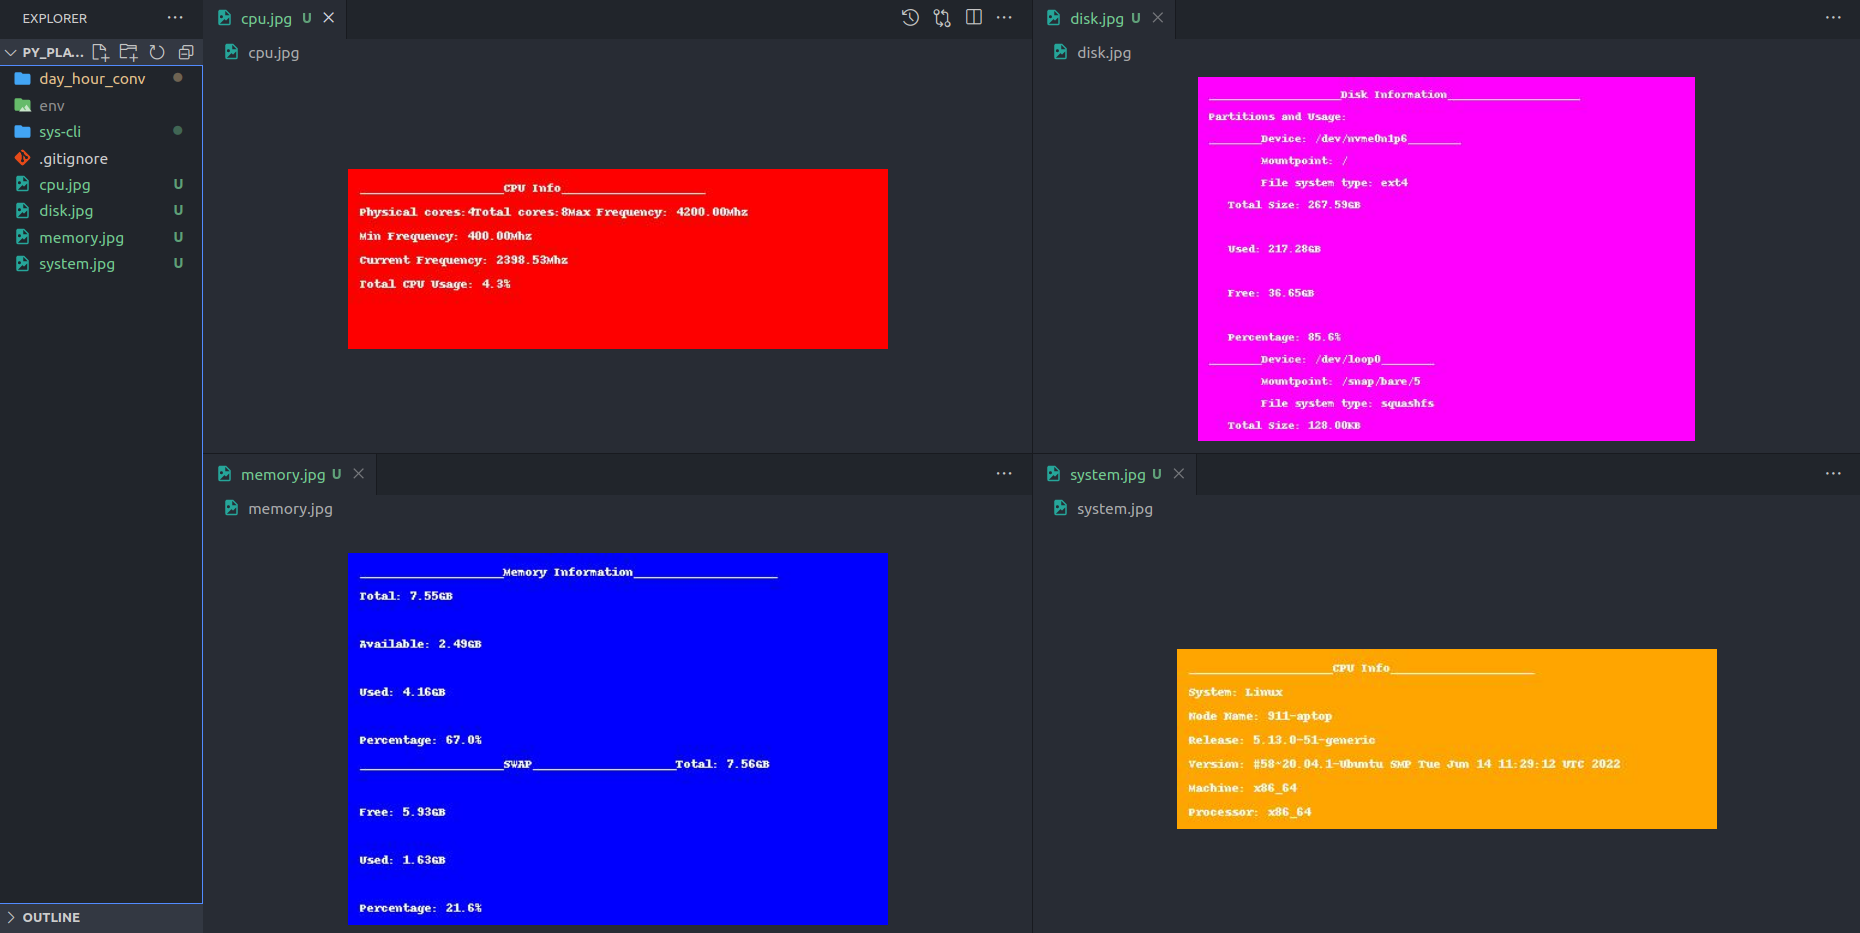 EXPLORER
PY_PLA...
day_hour_conv
env
sys-cli
.gitignore
cpu.jpg U
disk.jpg U
memory.jpg U
system.jpg U
OUTLINE
cpu.jpg U
cpu.jpg
____________________CPU Info____________________
Physical cores:4Total cores:8Max Frequency: 4200.00Mhz
Min Frequency: 400.00Mhz
Current Frequency: 2398.53Mhz
Total CPU Usage: 4.3%
disk.jpg U
disk.jpg
____________________Disk Information____________________
Partitions and Usage:
________Device: /dev/nvme0n1p6________
Mountpoint: /
File system type: ext4
Total Size: 267.59GB
Used: 217.28GB
Free: 36.65GB
Percentage: 85.6%
________Device: /dev/loop0________
Mountpoint: /snap/bare/5
File system type: squashfs
Total Size: 128.00KB
memory.jpg U
memory.jpg
____________________Memory Information____________________
Total: 7.55GB
Available: 2.49GB
Used: 4.16GB
Percentage: 67.0%
____________________SWAP____________________Total: 7.56GB
Free: 5.93GB
Used: 1.63GB
Percentage: 21.6%
system.jpg U
system.jpg
____________________CPU Info____________________
System: Linux
Node Name: 911-aptop
Release: 5.13.0-51-generic
Version: #58~20.04.1-Ubuntu SMP Tue Jun 14 11:29:12 UTC 2022
Machine: x86_64
Processor: x86_64